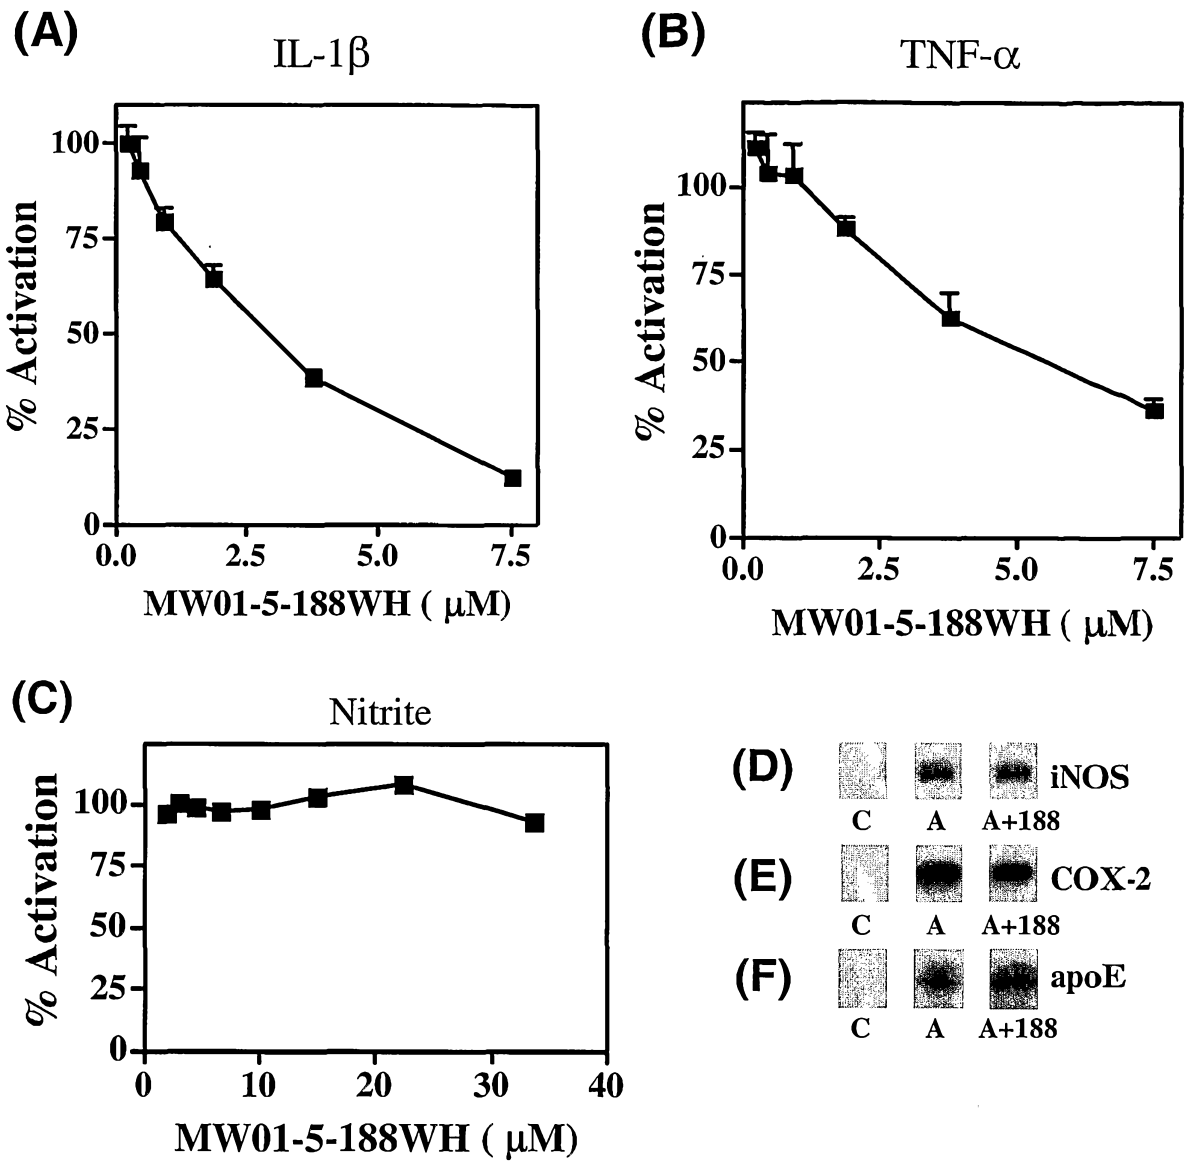 (A)
IL-1β
% Activation
100
75
50
25
0
0.0 2.5 5.0 7.5
MW01-5-188WH ( μM)
(B)
TNF-α
% Activation
100
75
50
25
0
0.0 2.5 5.0 7.5
MW01-5-188WH ( μM)
(C)
Nitrite
% Activation
100
75
50
25
0
0 10 20 30 40
MW01-5-188WH ( μM)
(D)
iNOS
C A A+188
(E)
COX-2
C A A+188
(F)
apoE
C A A+188